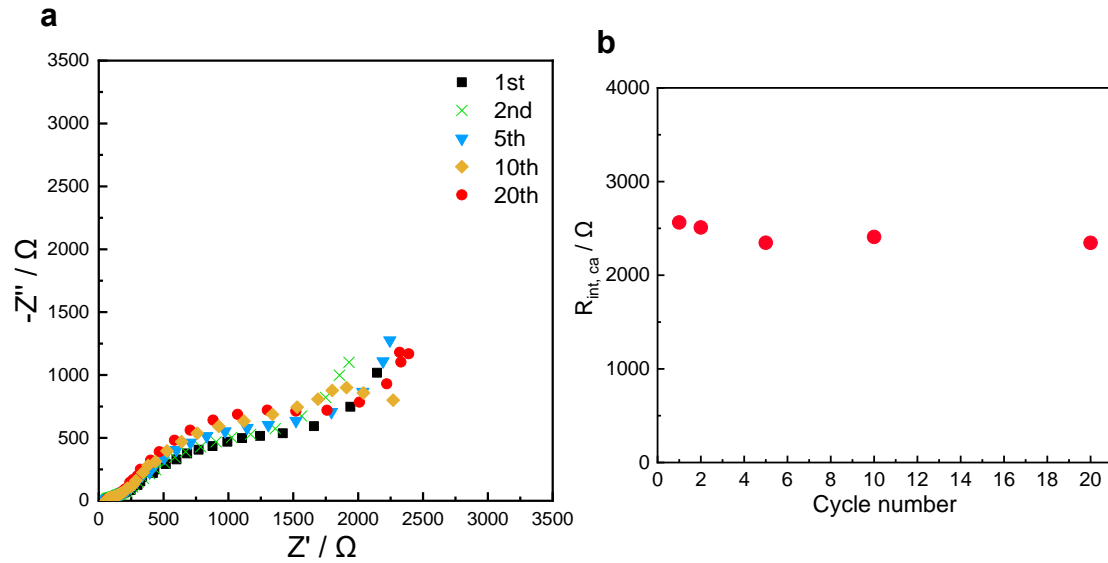 a
3500
3000
2500
2000
1500
1000
500
0
-Z'' / Ω
0 500 1000 1500 2000 2500 3000 3500
Z' / Ω
1st
2nd
5th
10th
20th
b
4000
3000
2000
1000
0
R_int, ca / Ω
0 2 4 6 8 10 12 14 16 18 20
Cycle number